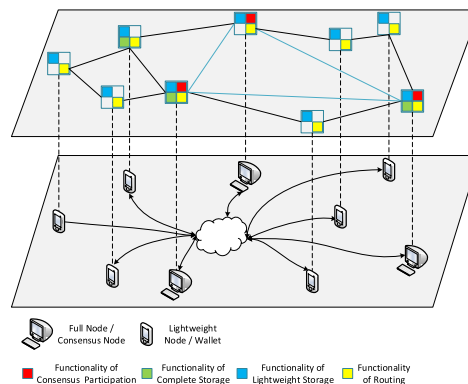 Full Node /
Consensus Node
Lightweight
Node / Wallet
Functionality of
Consensus Participation
Functionality of
Complete Storage
Functionality of
Lightweight Storage
Functionality
of Routing